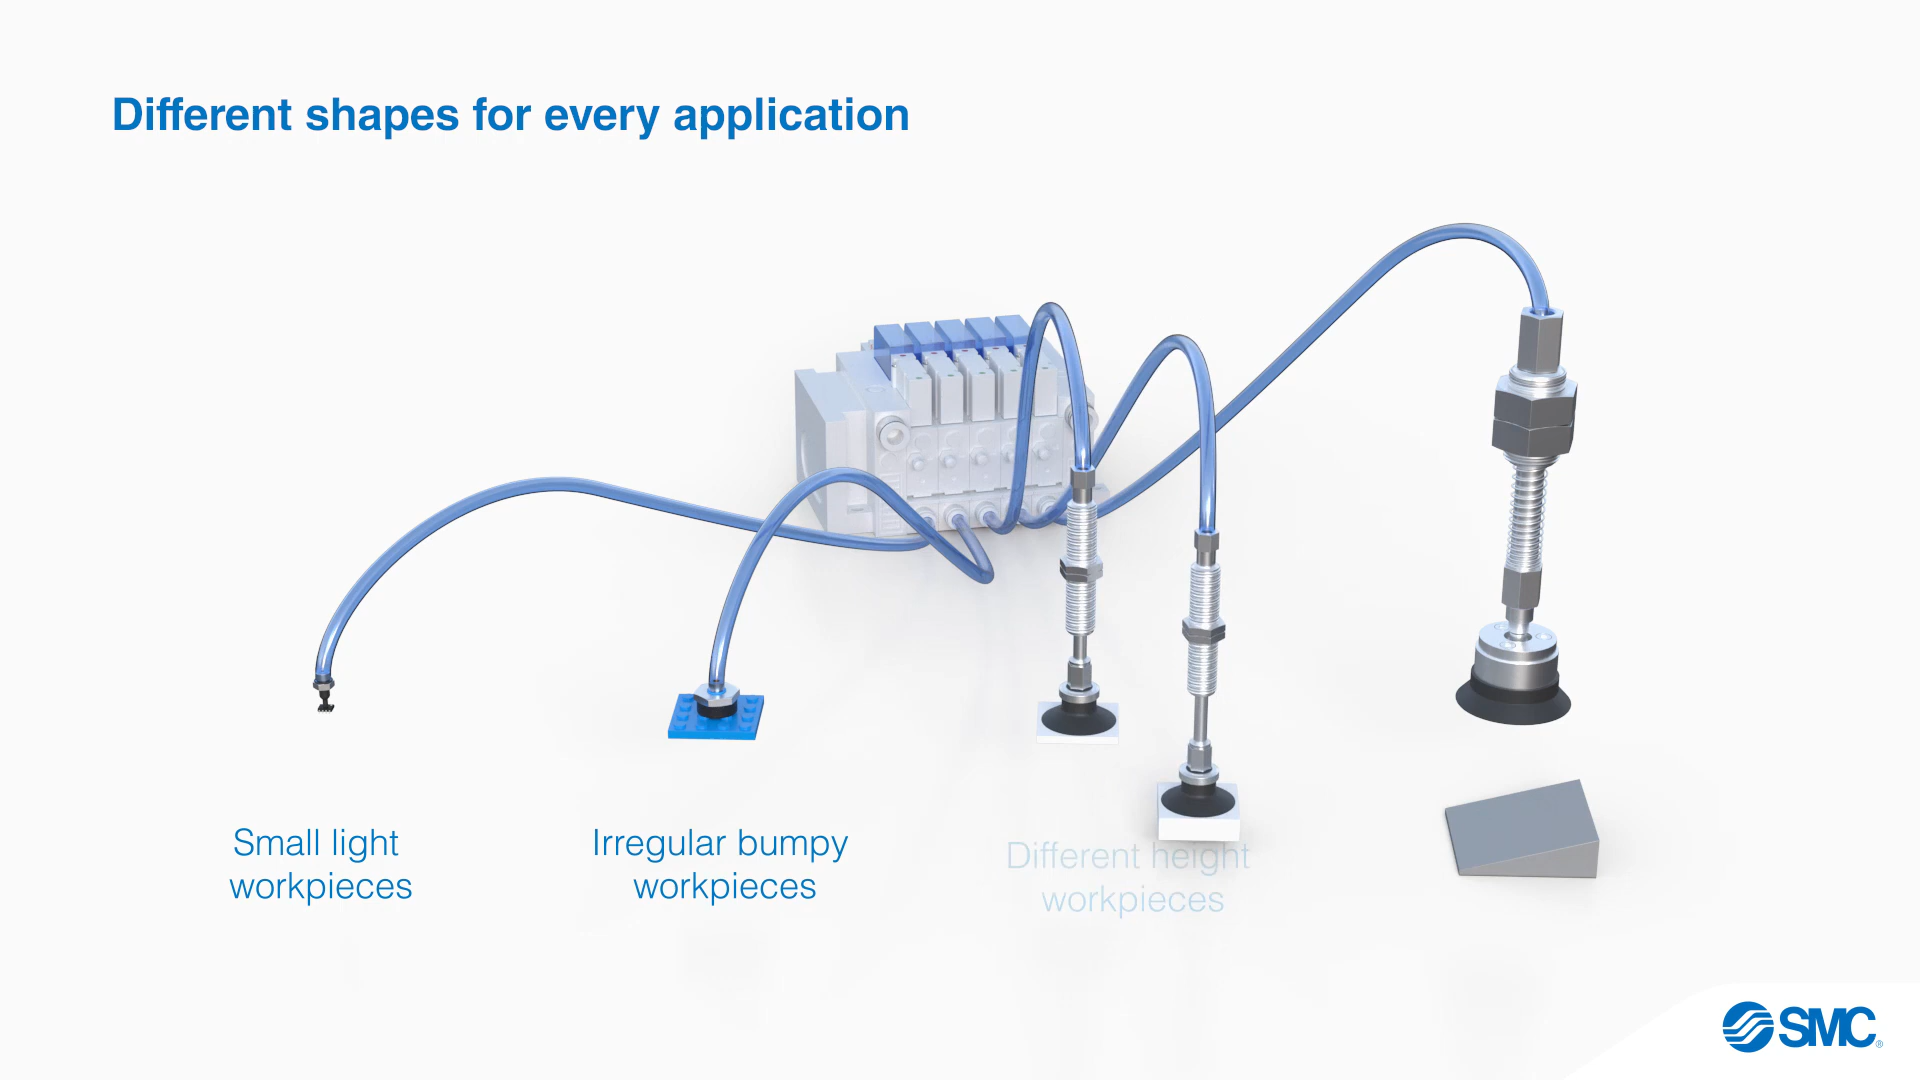 Different shapes for every application
Small light
workpieces
Irregular bumpy
workpieces
Different height
workpieces
SMC®